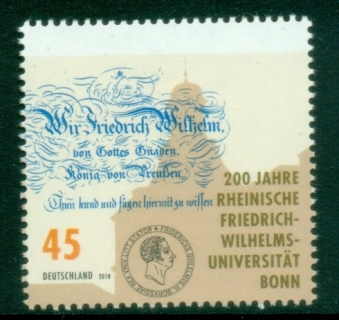 Wir Friedrich Wilhelm,
von Gottes Gnaden,
König von Preußen,
Thun kund und fügen hiermit zu wissen
200 JAHRE
RHEINISCHE
FRIEDRICH-
WILHELMS-
UNIVERSITÄT
BONN
45
DEUTSCHLAND 2018